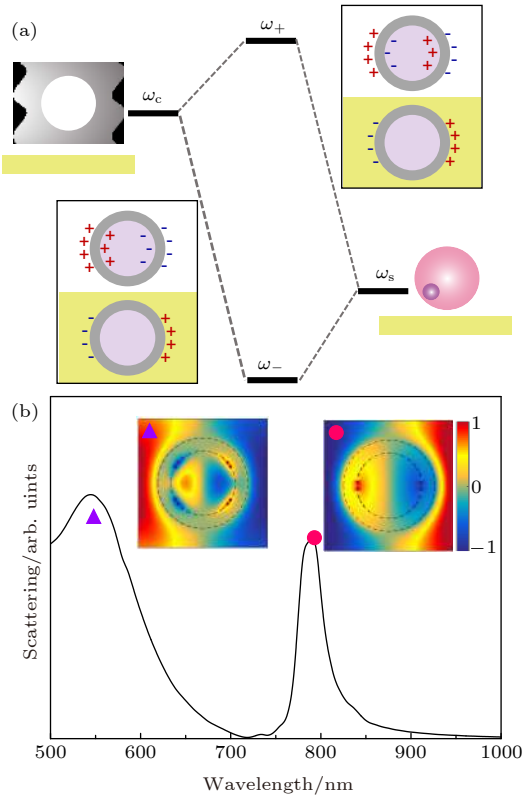 (a)
ω+
ωc
ωs
ω−
(b)
1
0
−1
Scattering/arb. uints
500 600 700 800 900 1000
Wavelength/nm